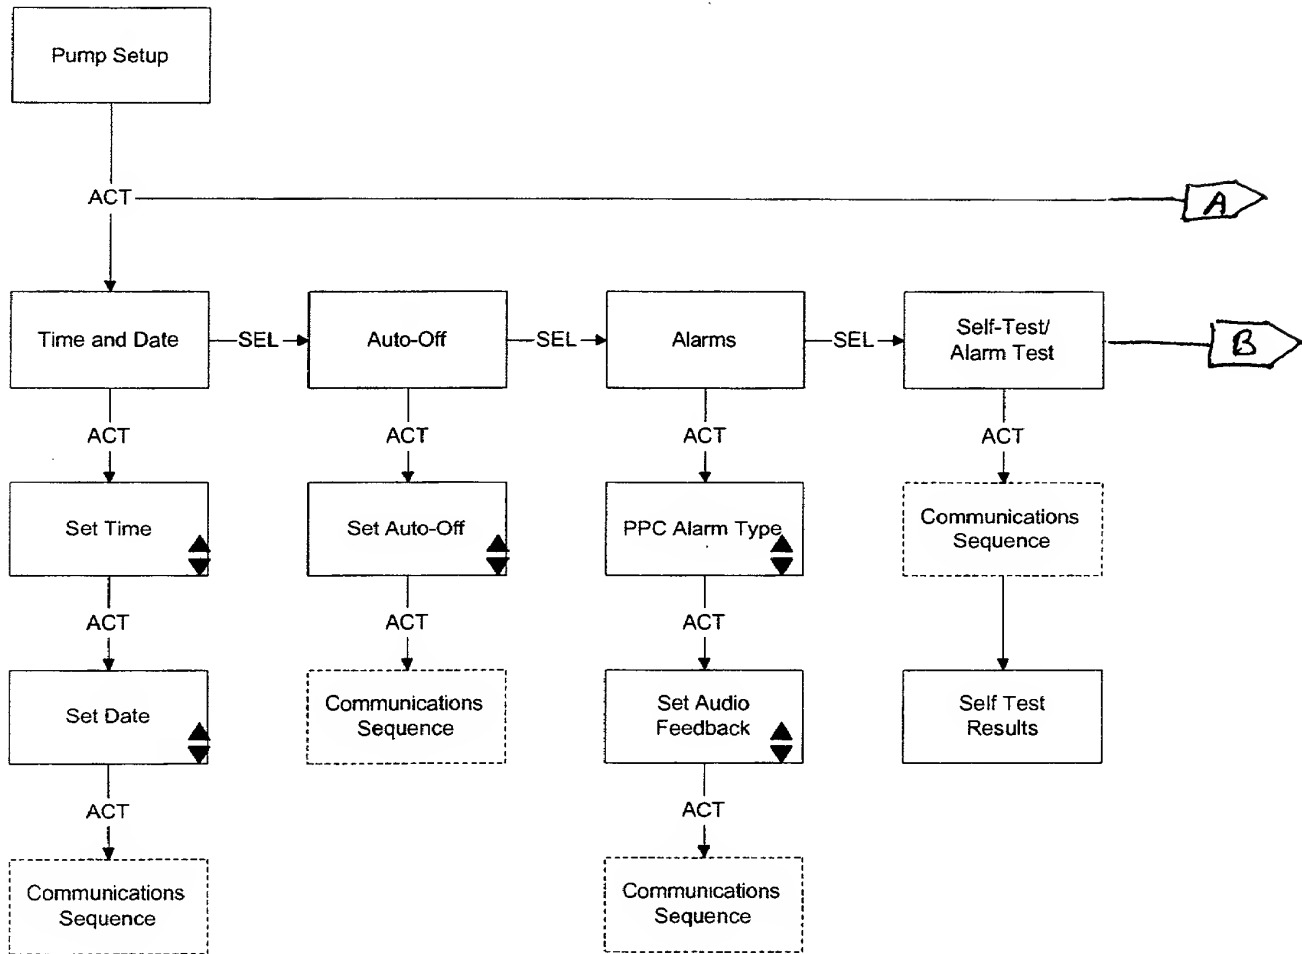 Pump Setup
ACT
A
Time and Date
SEL
Auto-Off
SEL
Alarms
SEL
Self-Test/
Alarm Test
B
ACT
ACT
ACT
ACT
Set Time
Set Auto-Off
PPC Alarm Type
Communications
Sequence
ACT
ACT
ACT
Set Date
Communications
Sequence
Set Audio
Feedback
Self Test
Results
ACT
ACT
Communications
Sequence
Communications
Sequence